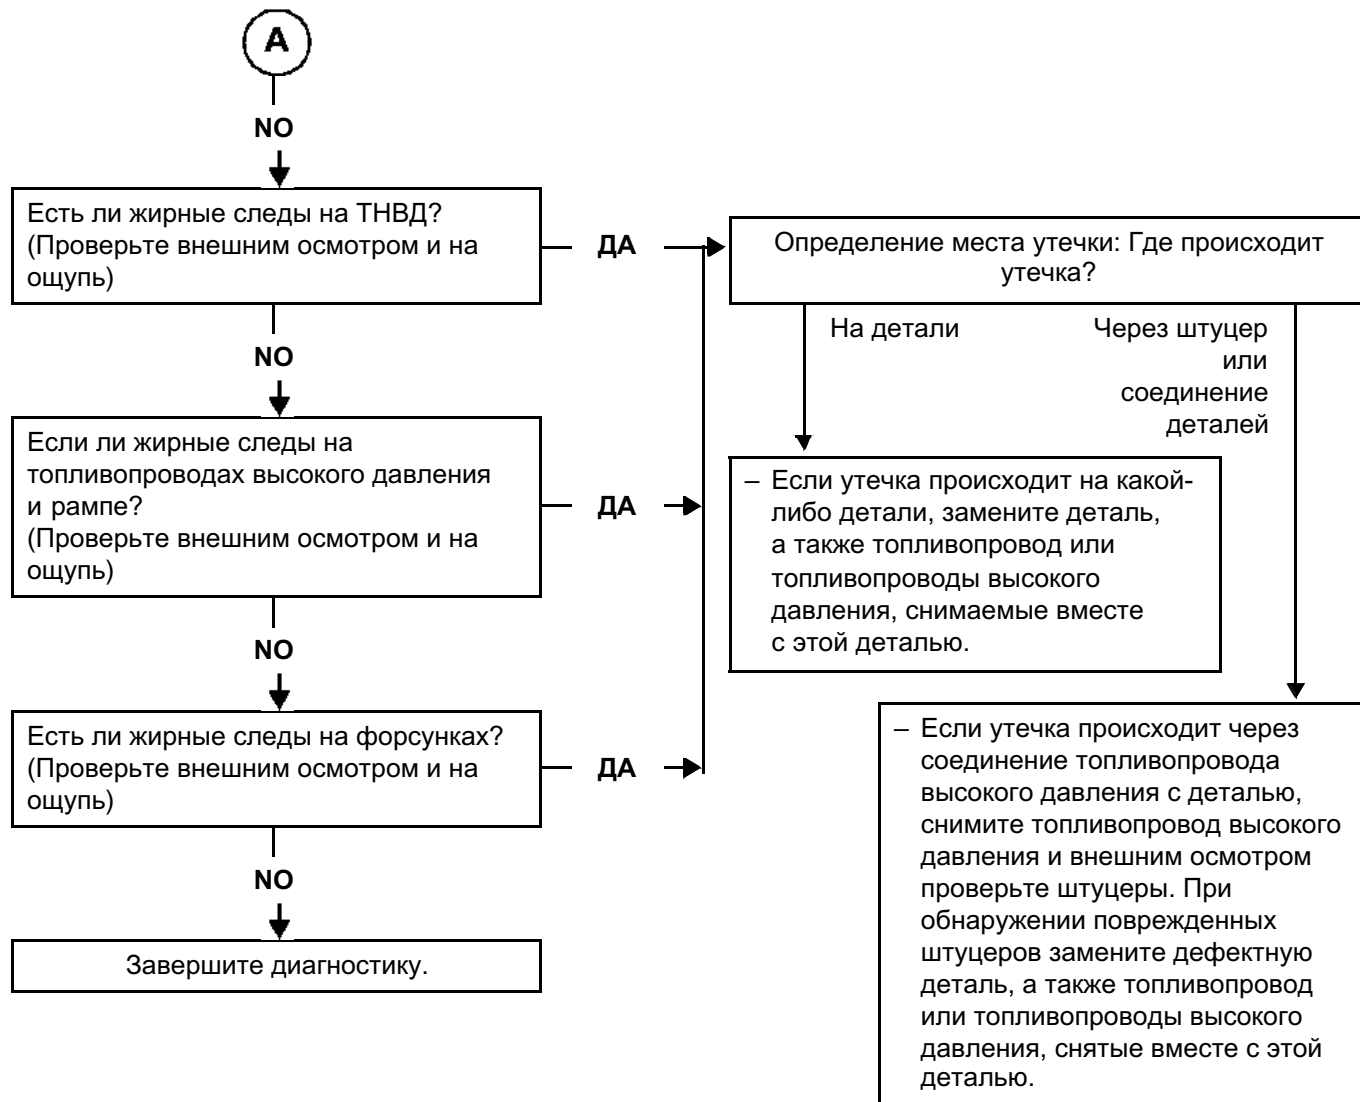 A
NO
Есть ли жирные следы на ТНВД?
(Проверьте внешним осмотром и на
ощупь)
ДА
Определение места утечки: Где происходит
утечка?
NO
На детали
Через штуцер
или
соединение
деталей
Если ли жирные следы на
топливопроводах высокого давления
и рампе?
(Проверьте внешним осмотром и на
ощупь)
ДА
– Если утечка происходит на какой-
либо детали, замените деталь,
а также топливопровод или
топливопроводы высокого
давления, снимаемые вместе
с этой деталью.
NO
Есть ли жирные следы на форсунках?
(Проверьте внешним осмотром и на
ощупь)
ДА
– Если утечка происходит через
соединение топливопровода
высокого давления с деталью,
снимите топливопровод высокого
давления и внешним осмотром
проверьте штуцеры. При
обнаружении поврежденных
штуцеров замените дефектную
деталь, а также топливопровод
или топливопроводы высокого
давления, снятые вместе с этой
деталью.
NO
Завершите диагностику.